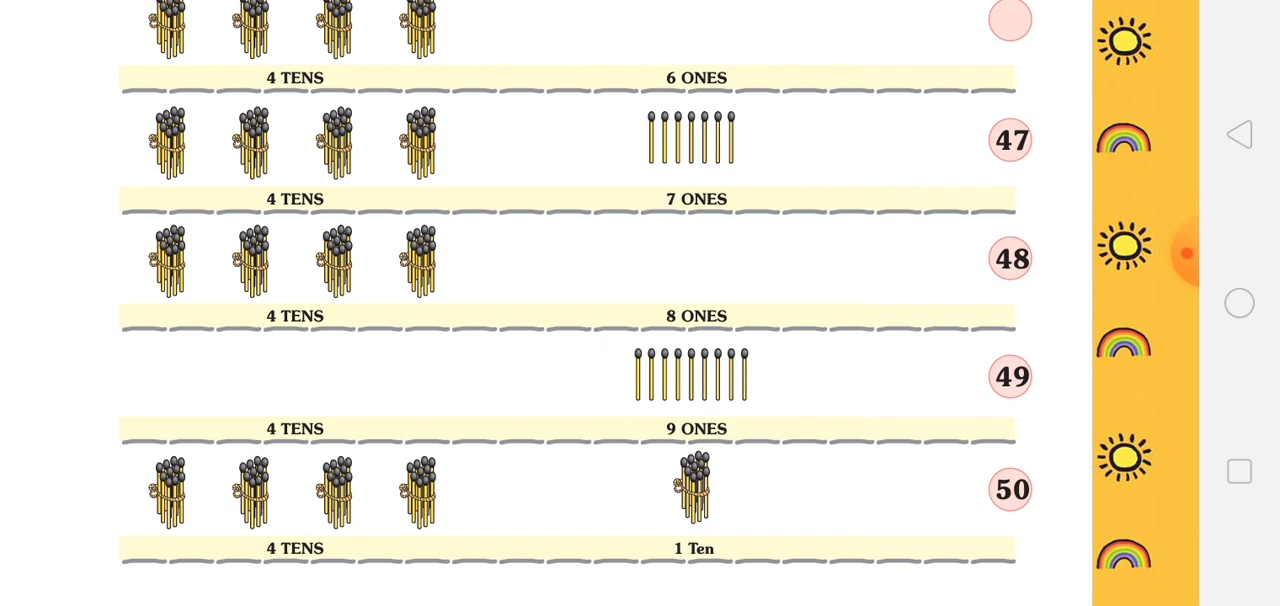 4 TENS 6 ONES
47
4 TENS 7 ONES
48
4 TENS 8 ONES
49
4 TENS 9 ONES
50
4 TENS 1 Ten